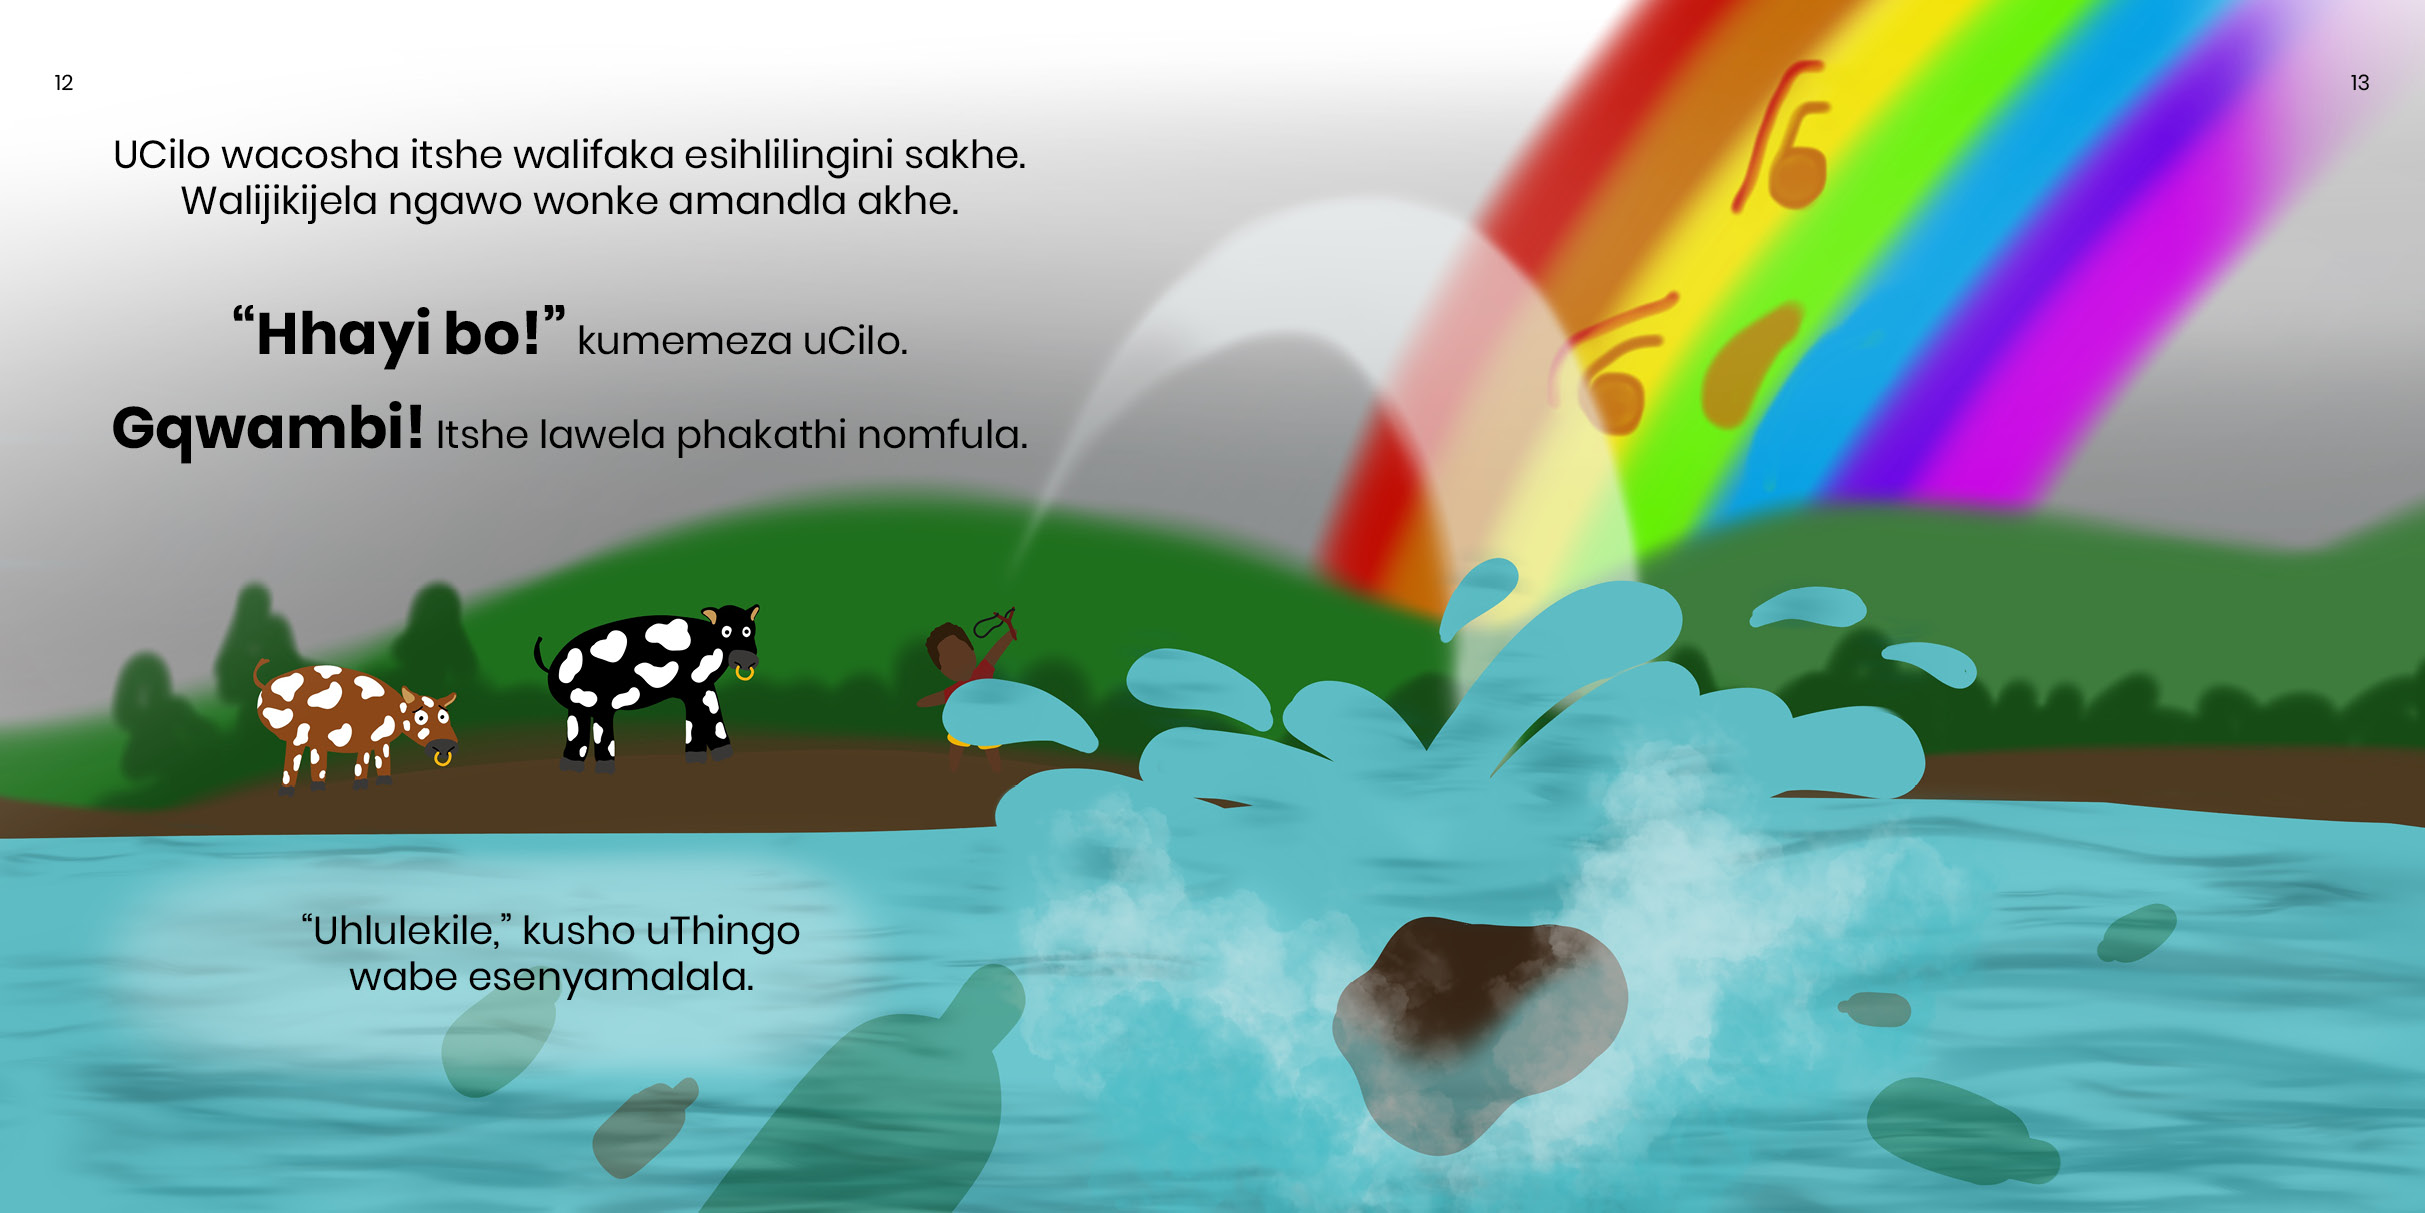 12
13
UCilo wacosha itshe walifaka esihlilingini sakhe.
Walijikijela ngawo wonke amandla akhe.
“Hhayi bo!” kumemeza uCilo.
Gqwambi! Itshe lawela phakathi nomfula.
“Uhlulekile,” kusho uThingo
wabe esenyamalala.